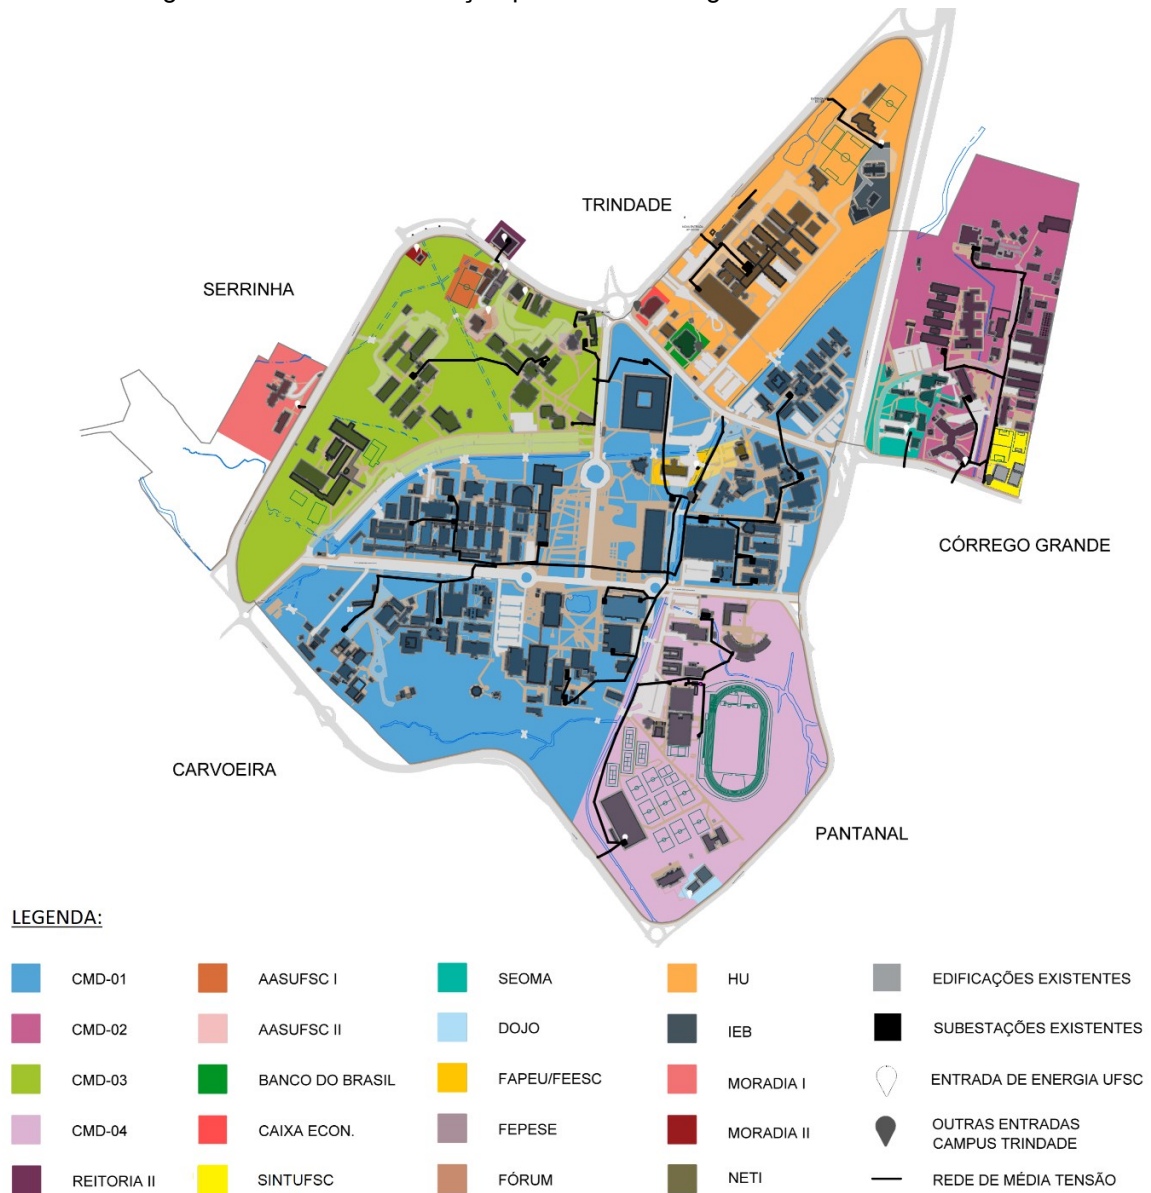 TRINDADE
SERRINHA
CÓRREGO GRANDE
CARVOEIRA
PANTANAL
LEGENDA:
CMD-01
AASUFSC I
SEOMA
HU
EDIFICAÇÕES EXISTENTES
CMD-02
AASUFSC II
DOJO
IEB
SUBESTAÇÕES EXISTENTES
CMD-03
BANCO DO BRASIL
FAPEU/FEESC
MORADIA I
ENTRADA DE ENERGIA UFSC
CMD-04
CAIXA ECON.
FEPESE
MORADIA II
OUTRAS ENTRADAS
CAMPUS TRINDADE
REITORIA II
SINTUFSC
FÓRUM
NETI
REDE DE MÉDIA TENSÃO